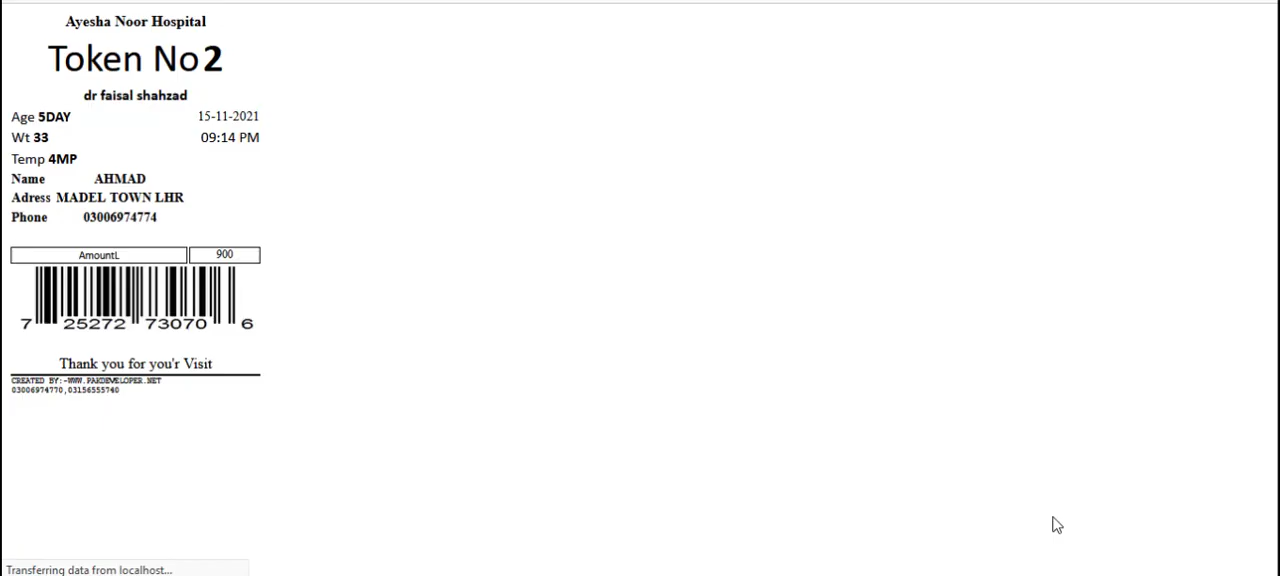 Ayesha Noor Hospital
Token No 2
dr faisal shahzad
Age 5DAY 15-11-2021
Wt 33 09:14 PM
Temp 4MP
Name AHMAD
Adress MADEL TOWN LHR
Phone 03006974774
AmountL 900
7 25272 73070 6
Thank you for you'r Visit
CREATED BY:-WWW.PAKDEVELOPER.NET
03006974770,03156555740
Transferring data from localhost...